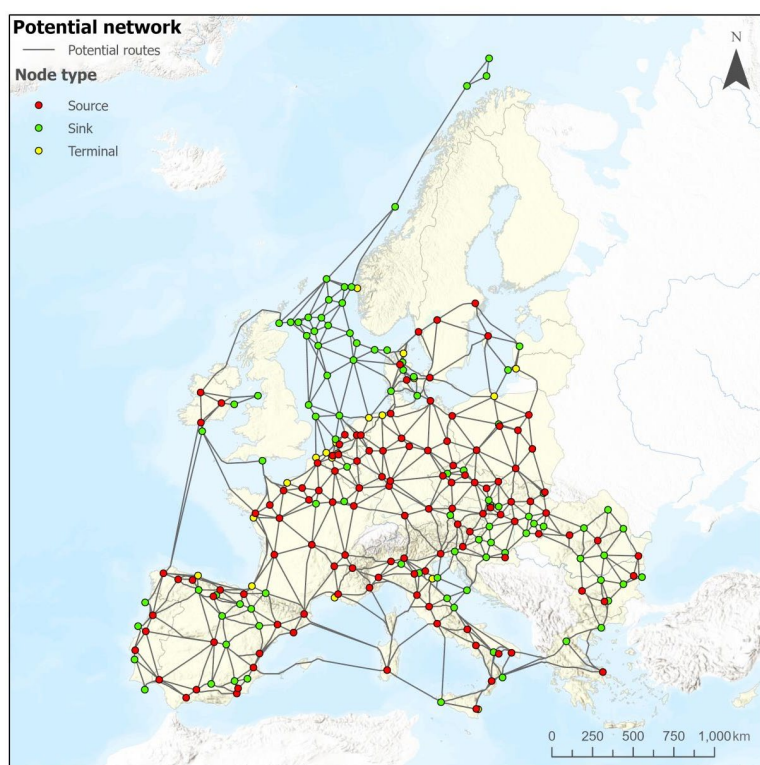 Potential network
Potential routes
Node type
Source
Sink
Terminal
N
0 250 500 750 1,000 km